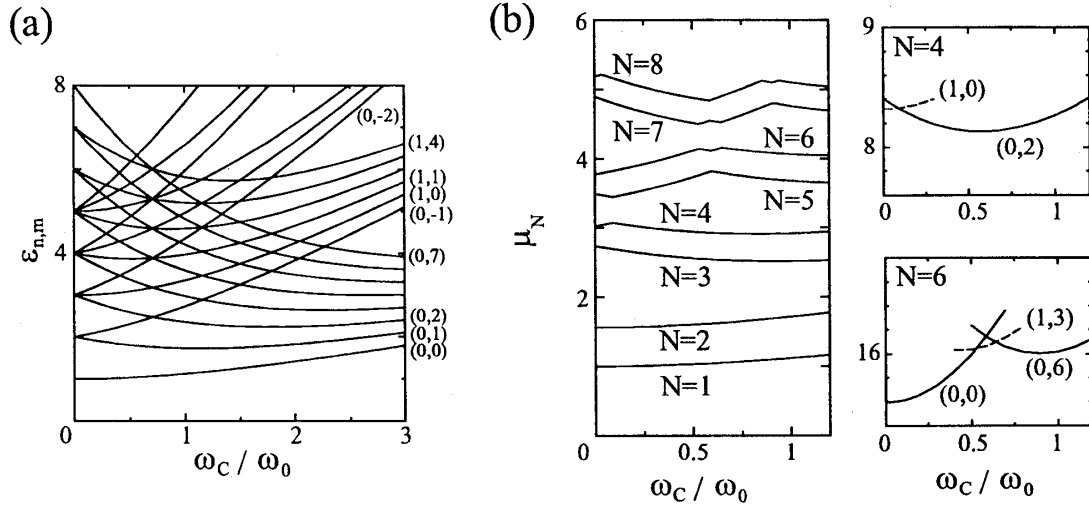 (a)
8
4
0
ε_{n,m}
(0,-2)
(1,4)
(1,1)
(1,0)
(0,-1)
(0,7)
(0,2)
(0,1)
(0,0)
0 1 2 3
ω_C / ω_0
(b)
6
4
2
0
μ_N
N=8
N=7
N=6
N=5
N=4
N=3
N=2
N=1
0 0.5 1
ω_C / ω_0
9
8
N=4
(1,0)
(0,2)
0 0.5 1
N=6
16
(1,3)
(0,6)
(0,0)
0 0.5 1
ω_C / ω_0